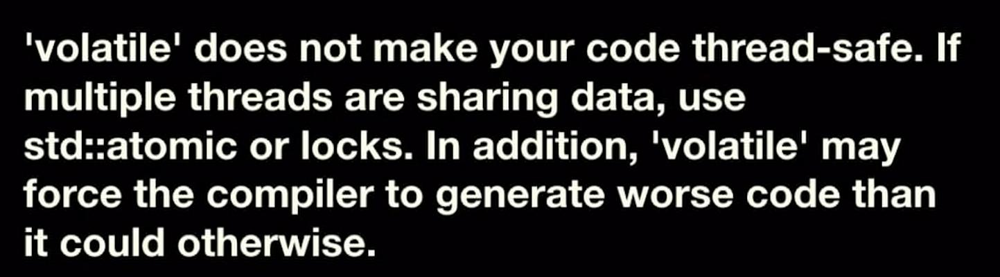 'volatile' does not make your code thread-safe. If
multiple threads are sharing data, use
std::atomic or locks. In addition, 'volatile' may
force the compiler to generate worse code than
it could otherwise.